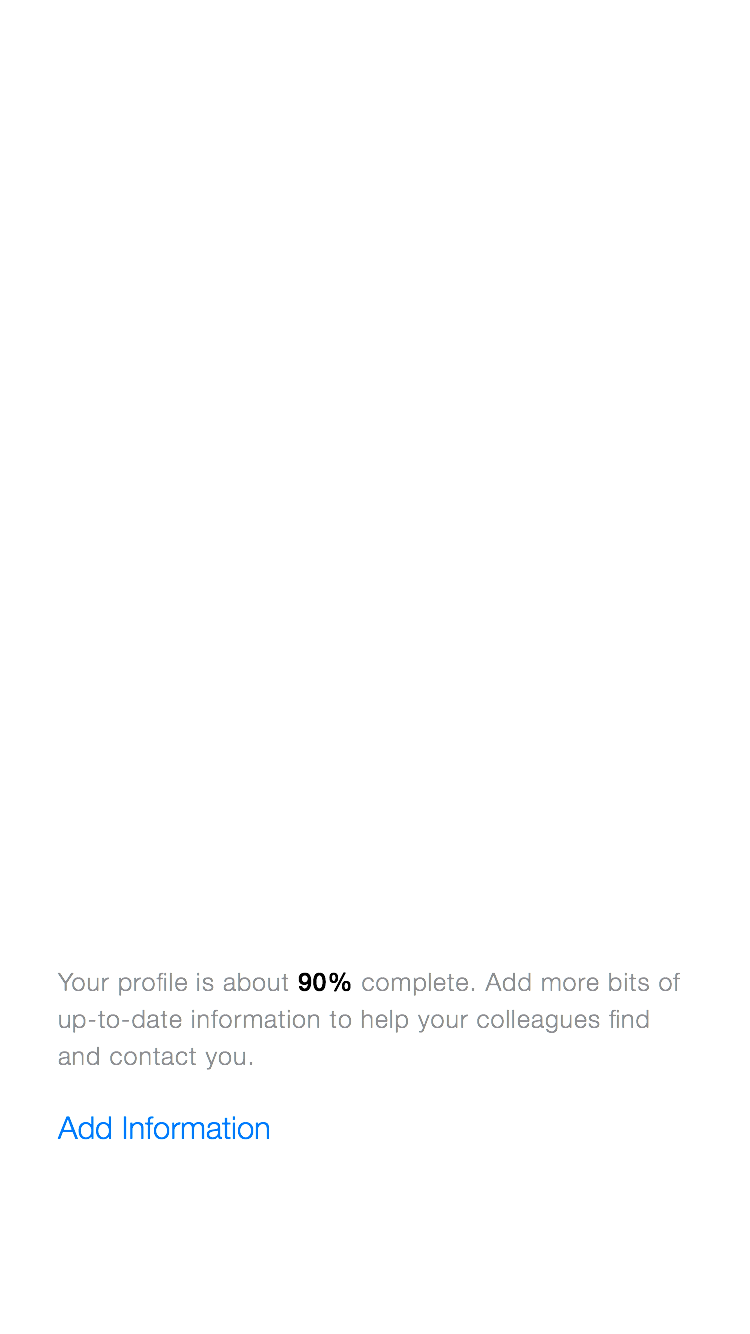 Your profile is about 90% complete. Add more bits of
up-to-date information to help your colleagues find
and contact you.
Add Information